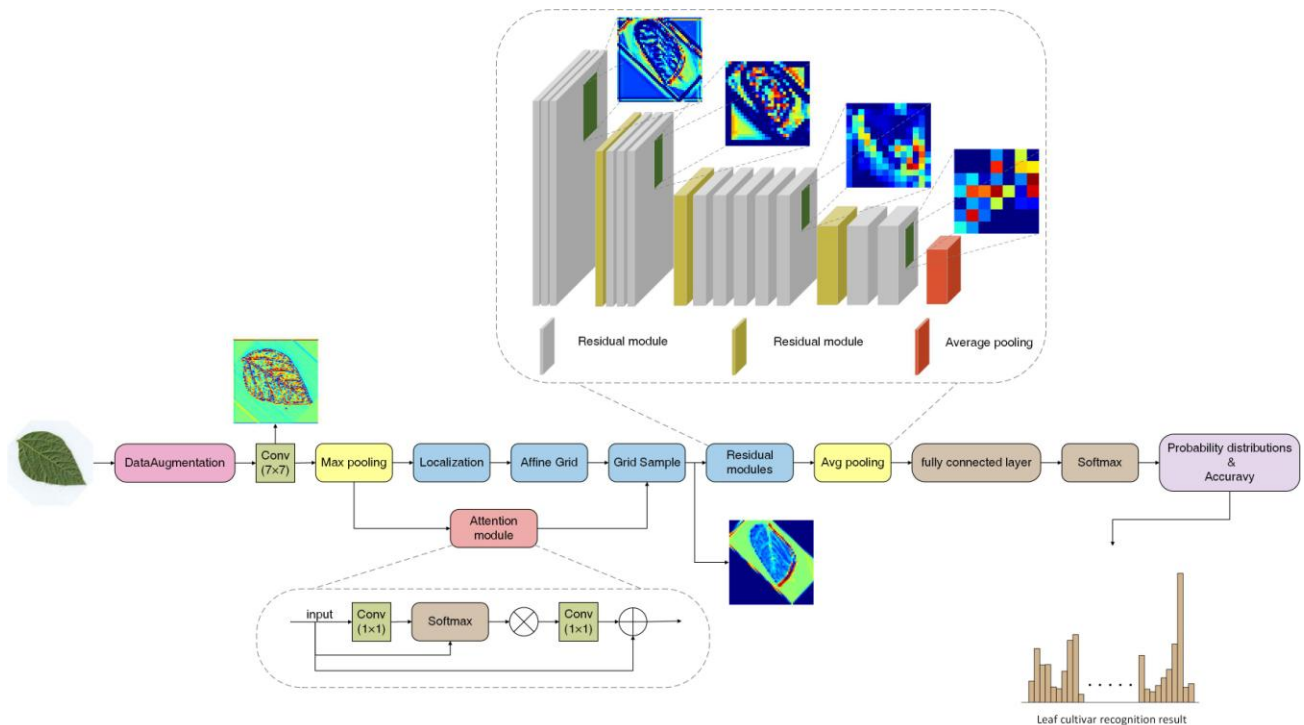 Residual module
Residual module
Average pooling
DataAugmentation
Conv
(7×7)
Max pooling
Localization
Affine Grid
Grid Sample
Residual
modules
Avg pooling
fully connected layer
Softmax
Probability distributions
&
Accuravy
Attention
module
input
Conv
(1×1)
Softmax
Conv
(1×1)
Leaf cultivar recognition result